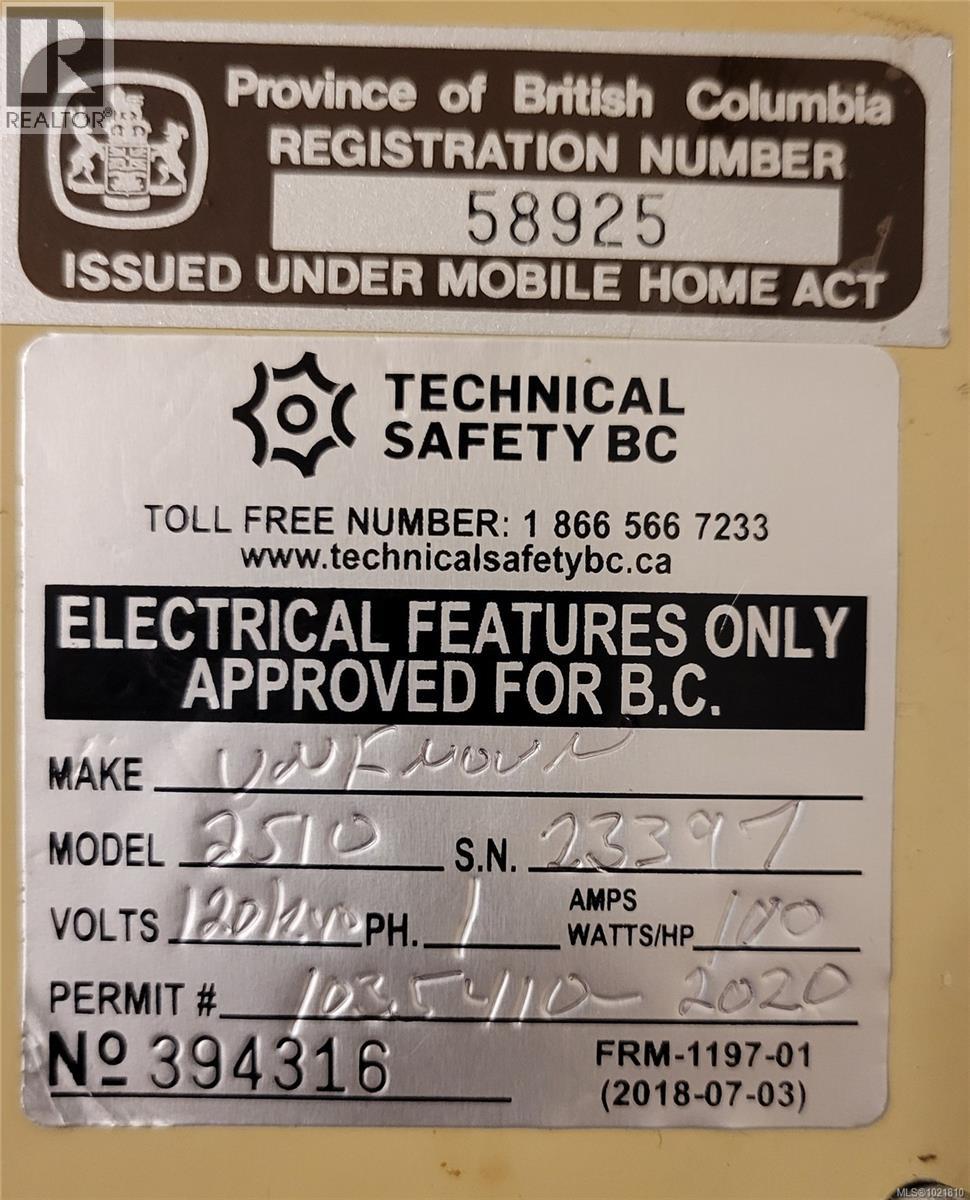 REALTOR®
Province of British Columbia
REGISTRATION NUMBER
58925
ISSUED UNDER MOBILE HOME ACT
TECHNICAL
SAFETY BC
TOLL FREE NUMBER: 1 866 566 7233
www.technicalsafetybc.ca
ELECTRICAL FEATURES ONLY
APPROVED FOR B.C.
MAKE UNKNOWN
MODEL 2510 S.N. 23397
VOLTS PH. 1 AMPS
WATTS/HP 100
PERMIT # 2020
Nº 394316 FRM-1197-01
(2018-07-03)
MLS®1021810